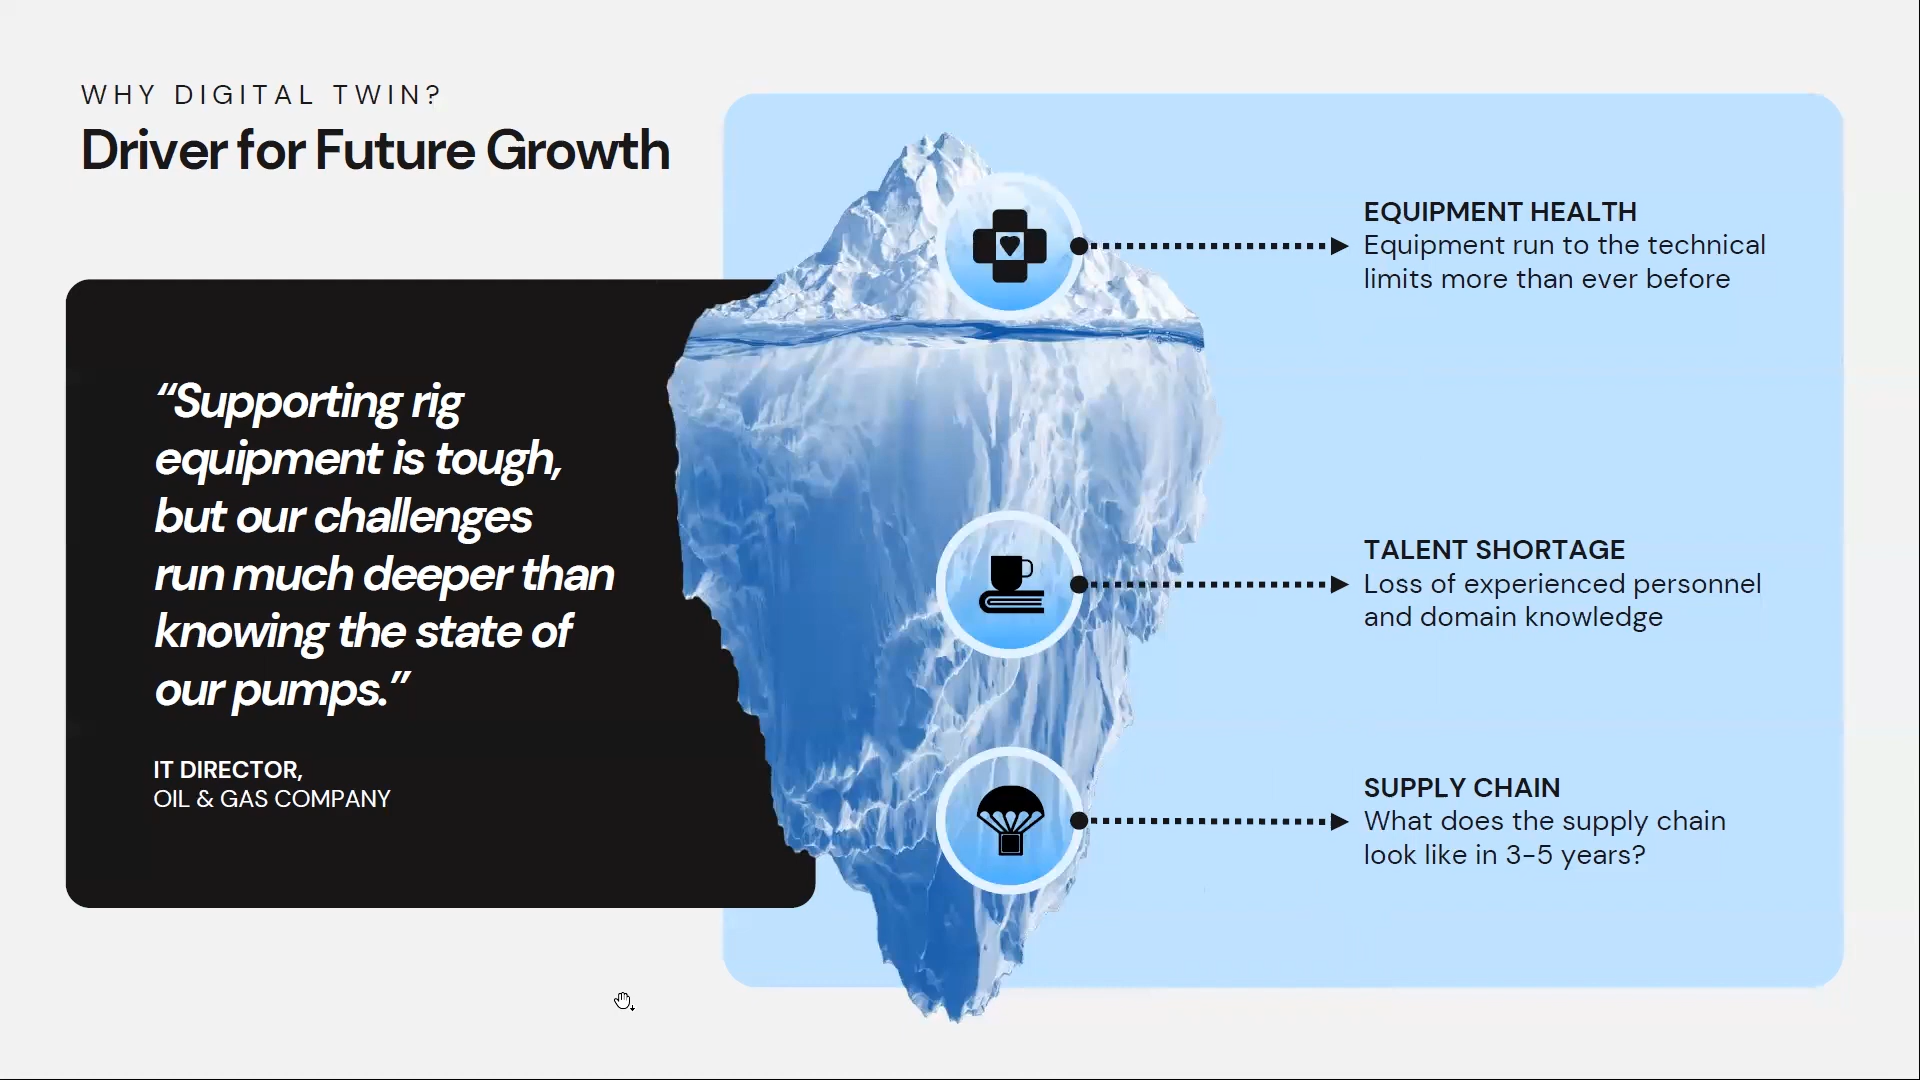 WHY DIGITAL TWIN?
Driver for Future Growth
“Supporting rig
equipment is tough,
but our challenges
run much deeper than
knowing the state of
our pumps.”
IT DIRECTOR,
OIL & GAS COMPANY
EQUIPMENT HEALTH
Equipment run to the technical
limits more than ever before
TALENT SHORTAGE
Loss of experienced personnel
and domain knowledge
SUPPLY CHAIN
What does the supply chain
look like in 3-5 years?